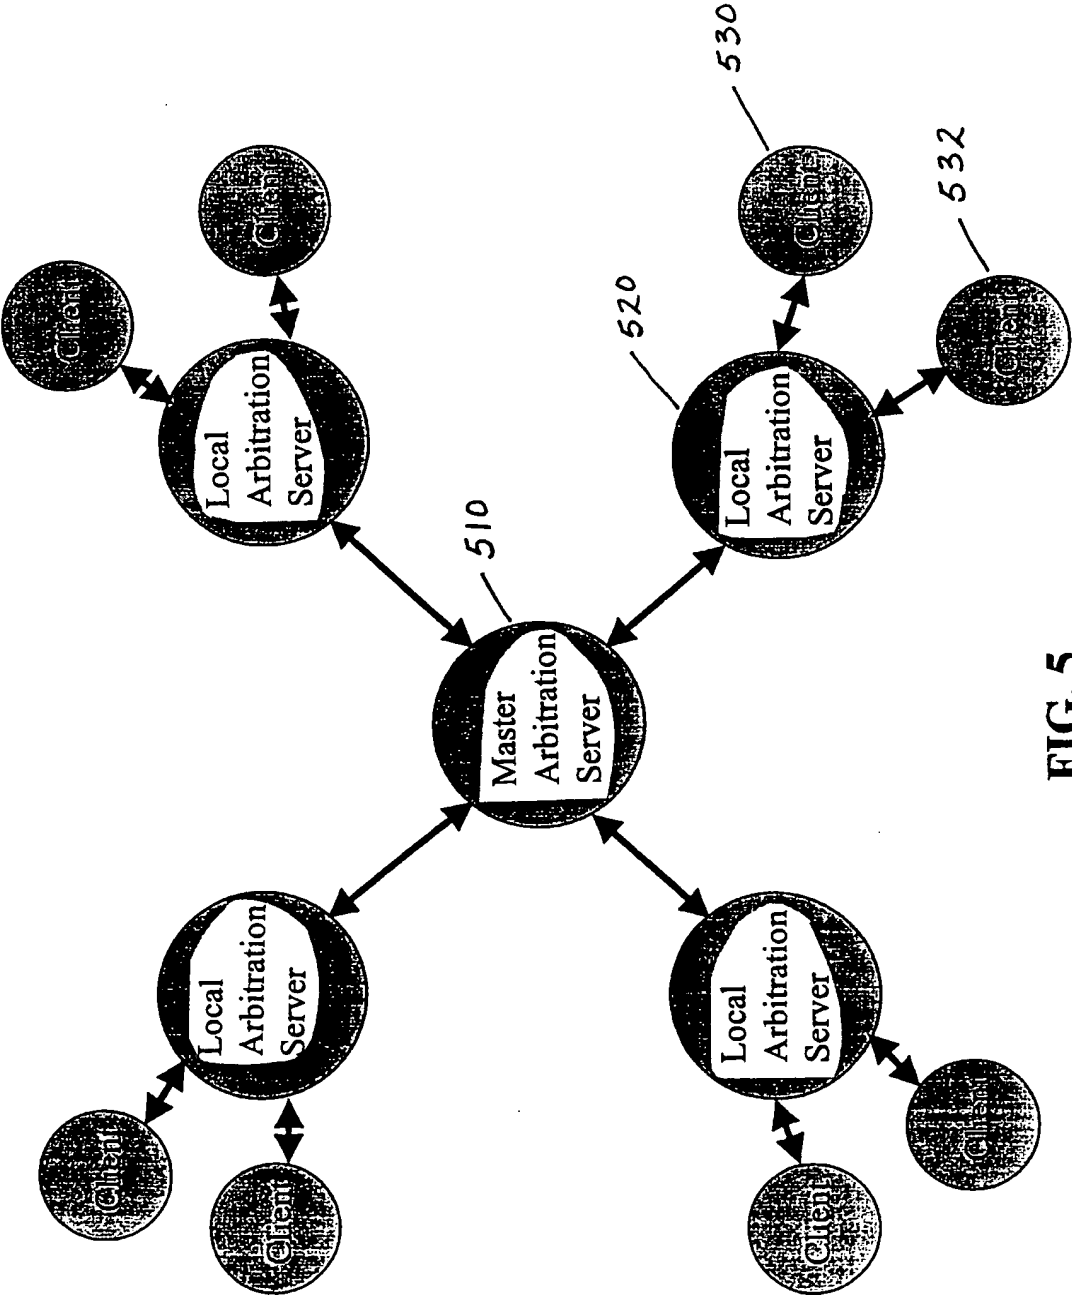 Client
Client
530
532
Client
Client
520
Local
Arbitration
Server
Local
Arbitration
Server
510
Master
Arbitration
Server
Local
Arbitration
Server
Local
Arbitration
Server
Client
Client
Client
Client
FIG. 5